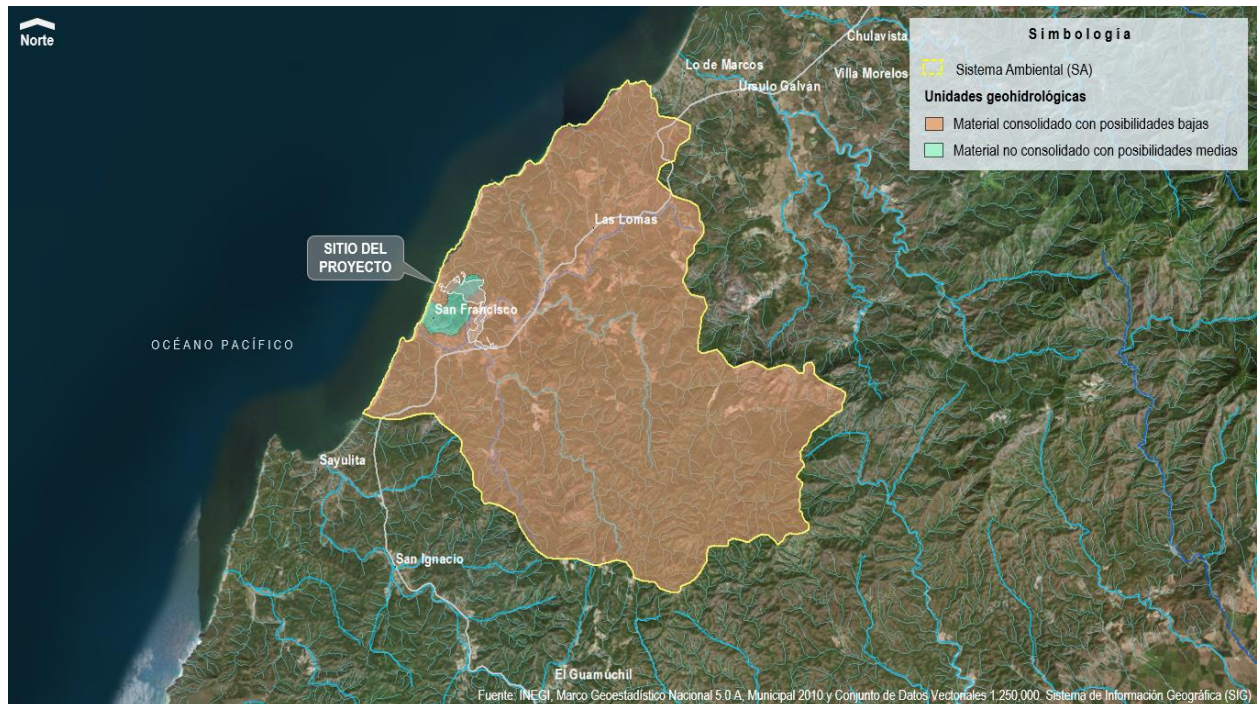 Norte
Simbología
Sistema Ambiental (SA)
Unidades geohidrológicas
Material consolidado con posibilidades bajas
Material no consolidado con posibilidades medias
Chulavista
Lo de Marcos
Villa Morelos
Úrsulo Galván
Las Lomas
SITIO DEL
PROYECTO
San Francisco
OCÉANO PACÍFICO
Sayulita
San Ignacio
El Guamúchil
Fuente: INEGI, Marco Geoestadístico Nacional 5.0 A, Municipal 2010 y Conjunto de Datos Vectoriales 1:250,000. Sistema de Información Geográfica (SIG)